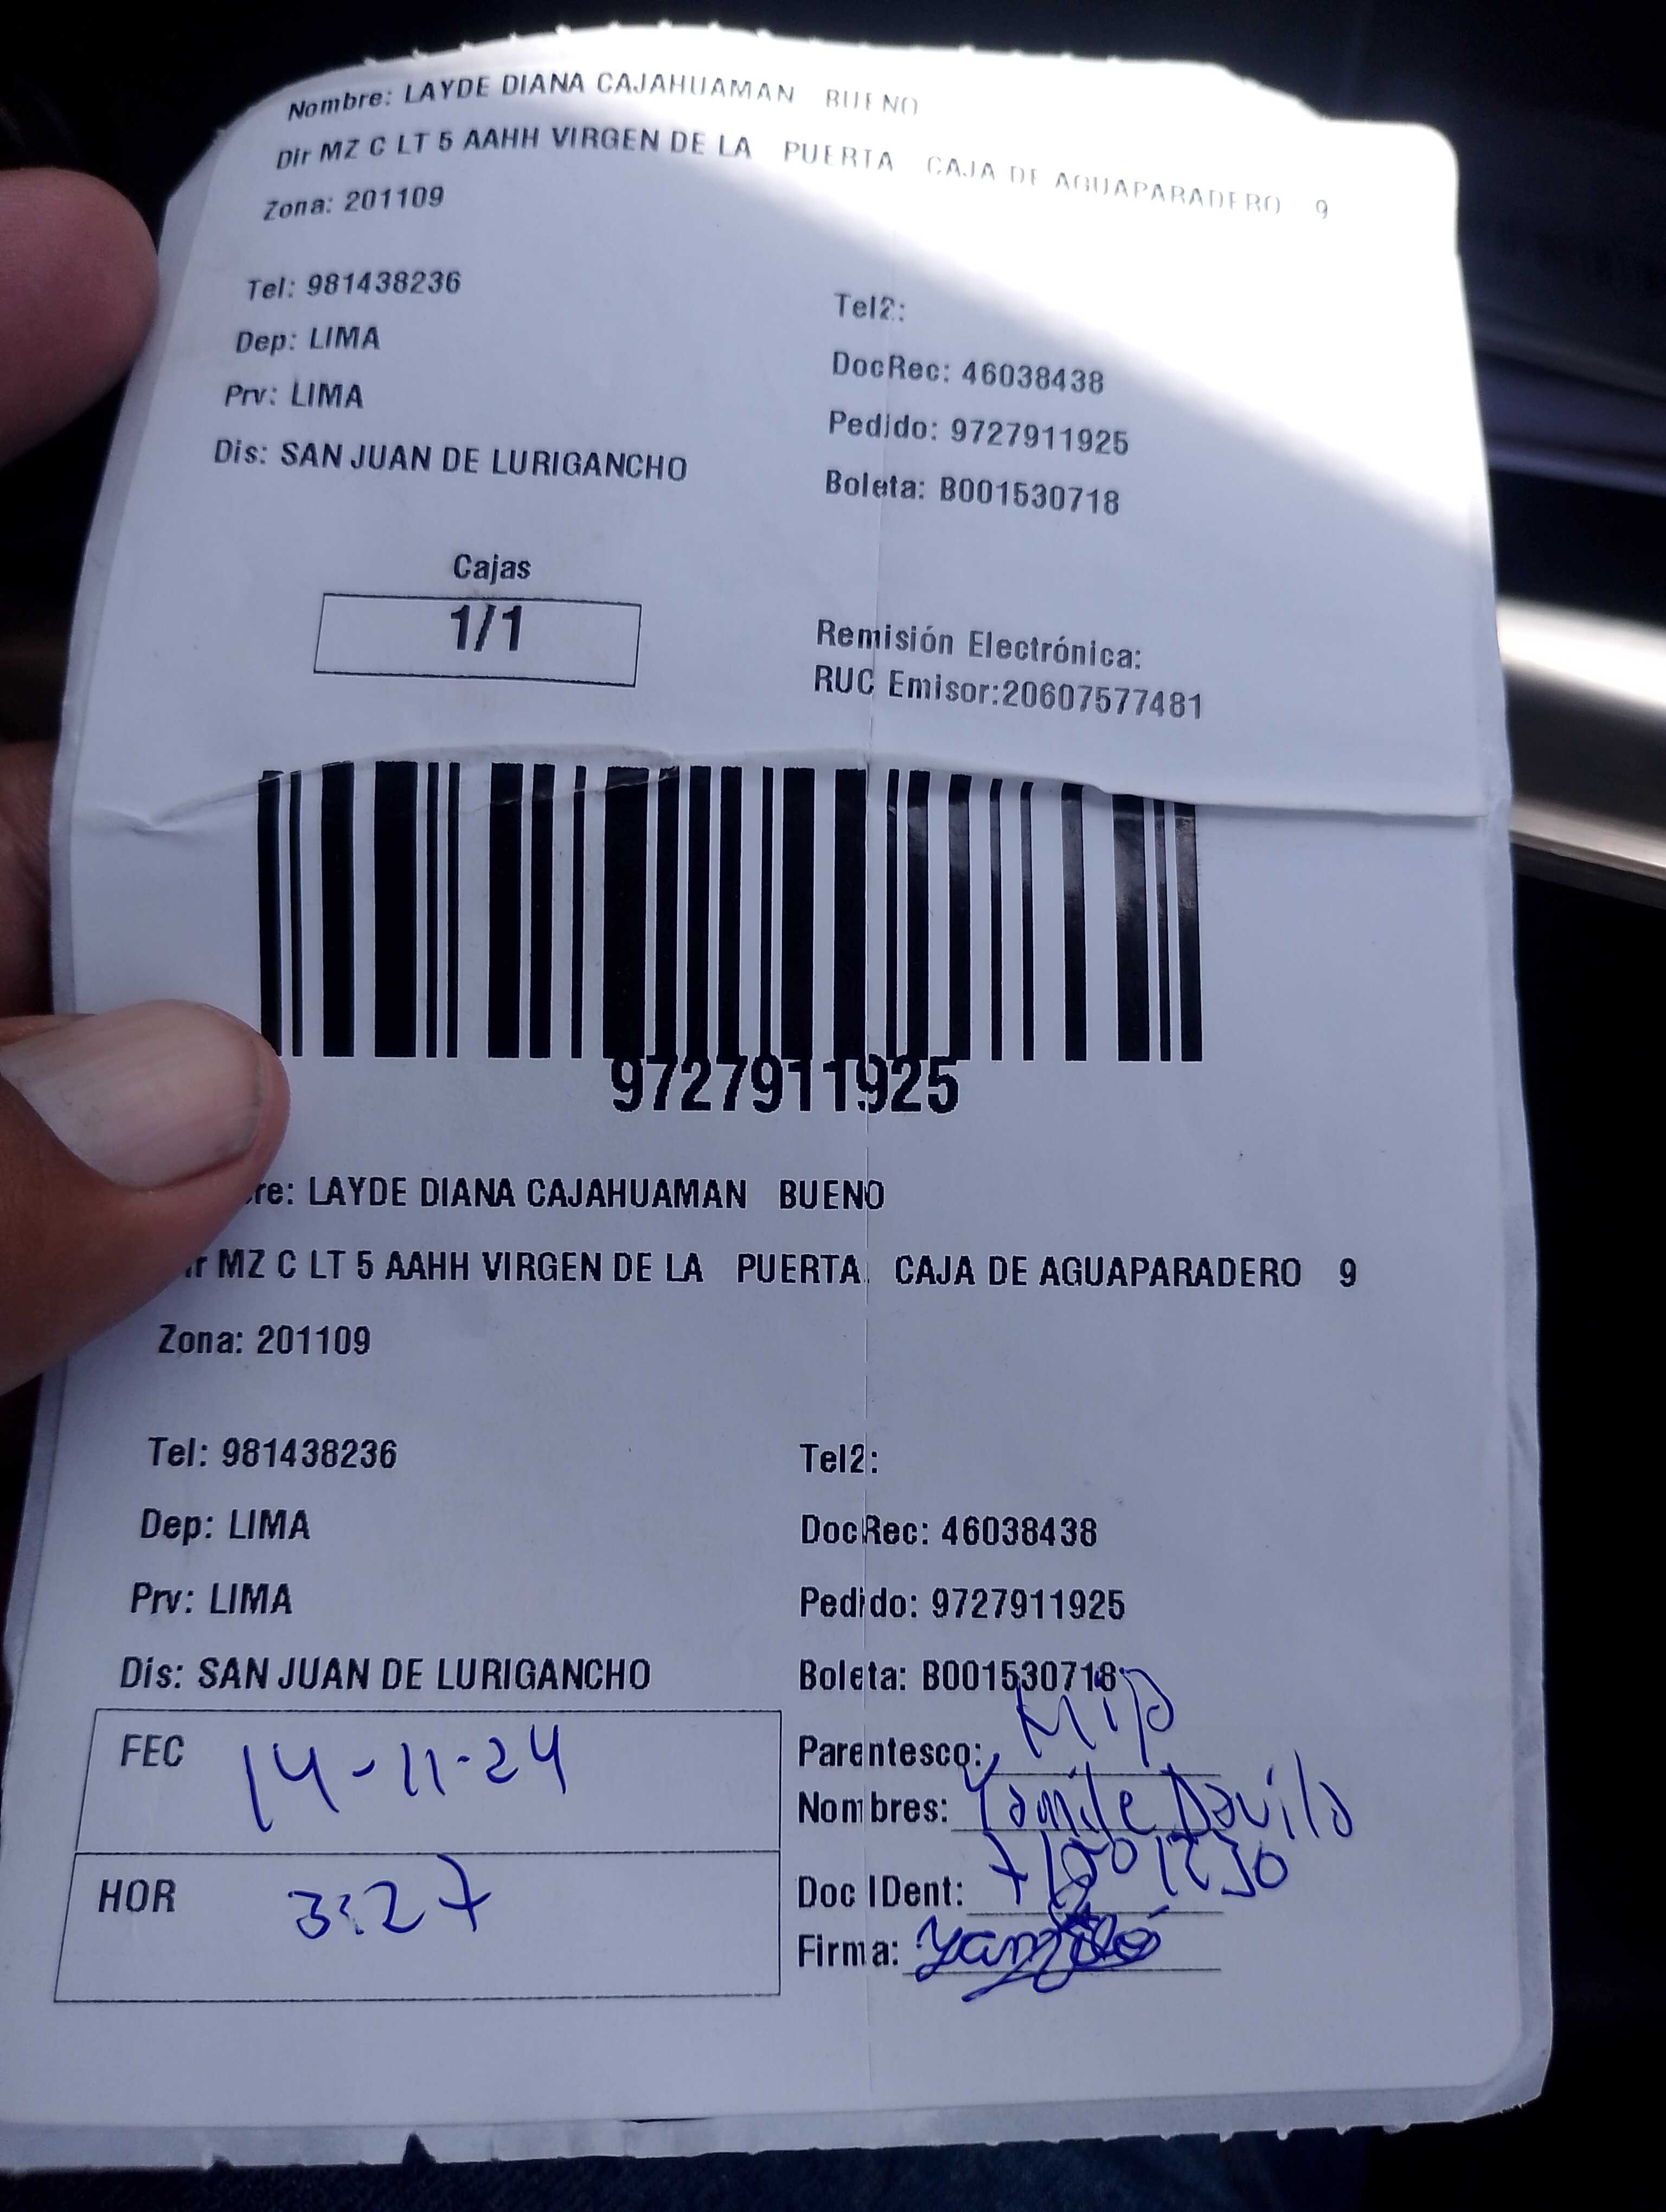 Nombre: LAYDE DIANA CAJAHUAMAN BUENO
Dir MZ C LT 5 AAHH VIRGEN DE LA PUERTA CAJA DE AGUAPARADERO 9
Zona: 201109
Tel: 981438236 Tel2:
Dep: LIMA DocRec: 46038438
Prv: LIMA Pedido: 9727911925
Dis: SAN JUAN DE LURIGANCHO Boleta: B001530718
Cajas
1/1
Remisión Electrónica:
RUC Emisor:20607577481
9727911925
re: LAYDE DIANA CAJAHUAMAN BUENO
ir MZ C LT 5 AAHH VIRGEN DE LA PUERTA CAJA DE AGUAPARADERO 9
Zona: 201109
Tel: 981438236 Tel2:
Dep: LIMA DocRec: 46038438
Prv: LIMA Pedido: 9727911925
Dis: SAN JUAN DE LURIGANCHO Boleta: B001530718
FEC 14-11-24
Parentesco:
Nombres: Yamile Davila
HOR 3:27
Doc IDent:
Firma: